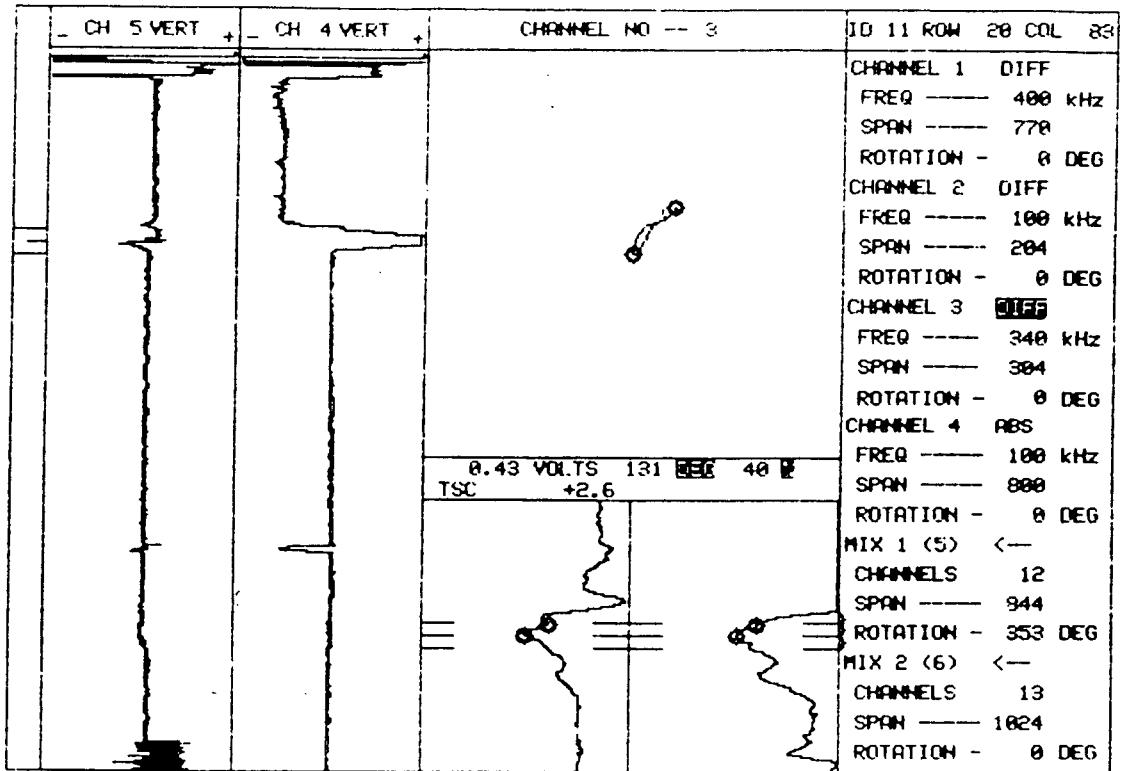 - CH 5 VERT +
- CH 4 VERT +
CHANNEL NO -- 3
ID 11 ROW 20 COL 83
CHANNEL 1 DIFF
FREQ ----- 400 kHz
SPAN ----- 770
ROTATION - 0 DEG
CHANNEL 2 DIFF
FREQ ----- 100 kHz
SPAN ----- 204
ROTATION - 0 DEG
CHANNEL 3 DIFF
FREQ ----- 340 kHz
SPAN ----- 304
ROTATION - 0 DEG
CHANNEL 4 ABS
FREQ ----- 100 kHz
SPAN ----- 800
ROTATION - 0 DEG
MIX 1 (5) <--
CHANNELS 12
SPAN ----- 944
ROTATION - 353 DEG
MIX 2 (6) <--
CHANNELS 13
SPAN ----- 1024
ROTATION - 0 DEG
0.43 VOLTS 131 DEG 40
TSC +2.6